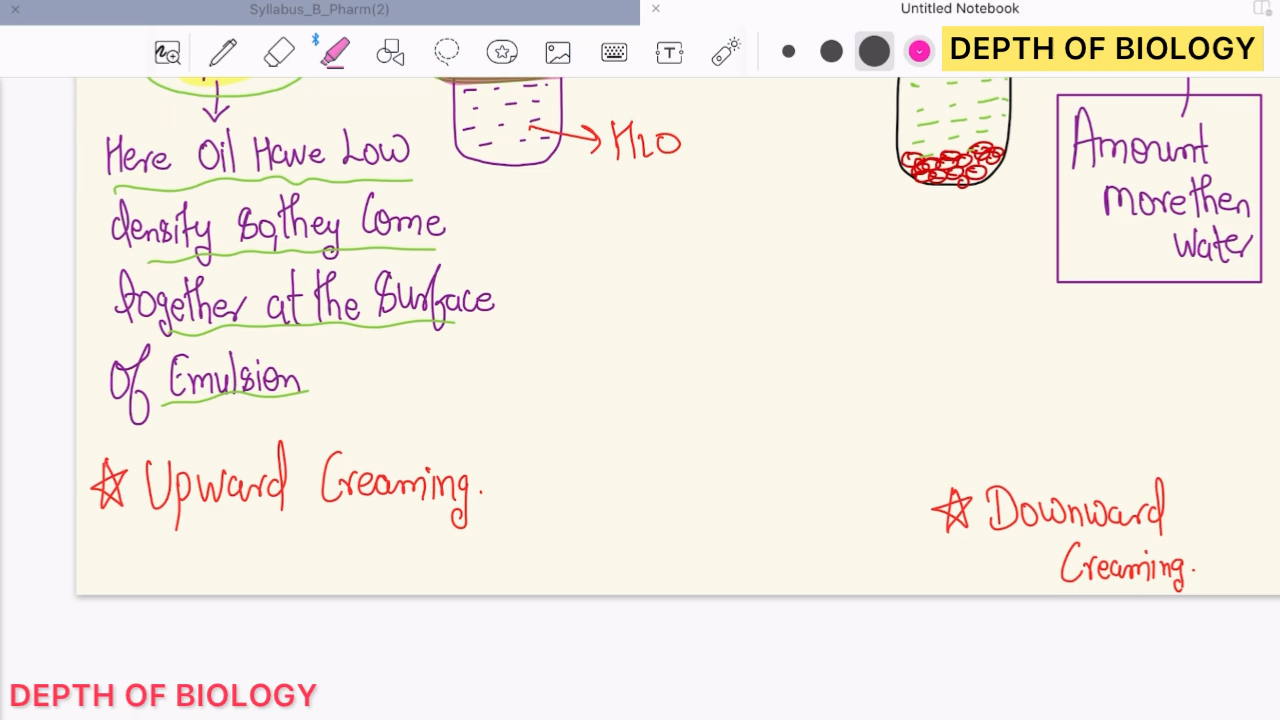 Syllabus_B_Pharm(2)
Untitled Notebook
DEPTH OF BIOLOGY
Here Oil Have Low
density so,they Come
together at the Surface
Of Emulsion
H2O
Amount
more then
water
☆ Upward Creaming.
☆ Downward
Creaming.
DEPTH OF BIOLOGY